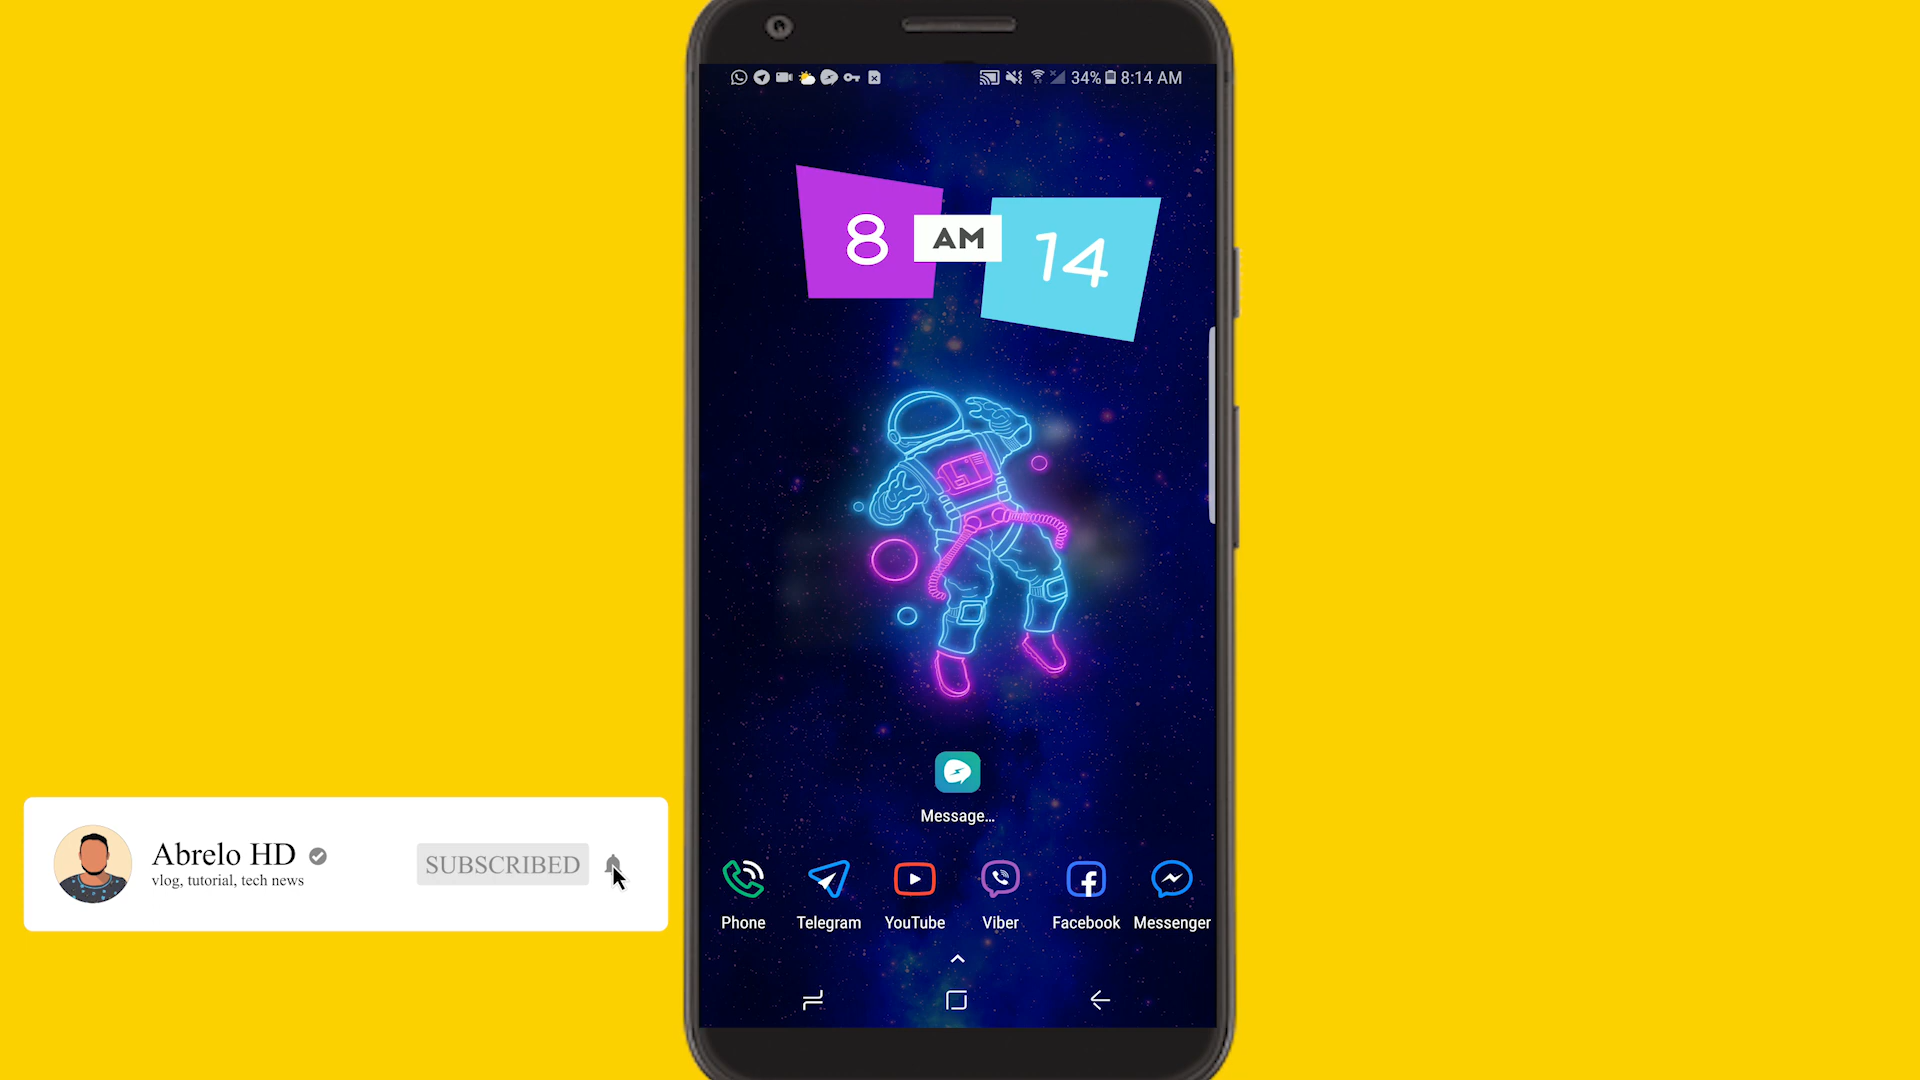 34% 8:14 AM
8 AM 14
Message...
Phone Telegram YouTube Viber Facebook Messenger
Abrelo HD
vlog, tutorial, tech news
SUBSCRIBED